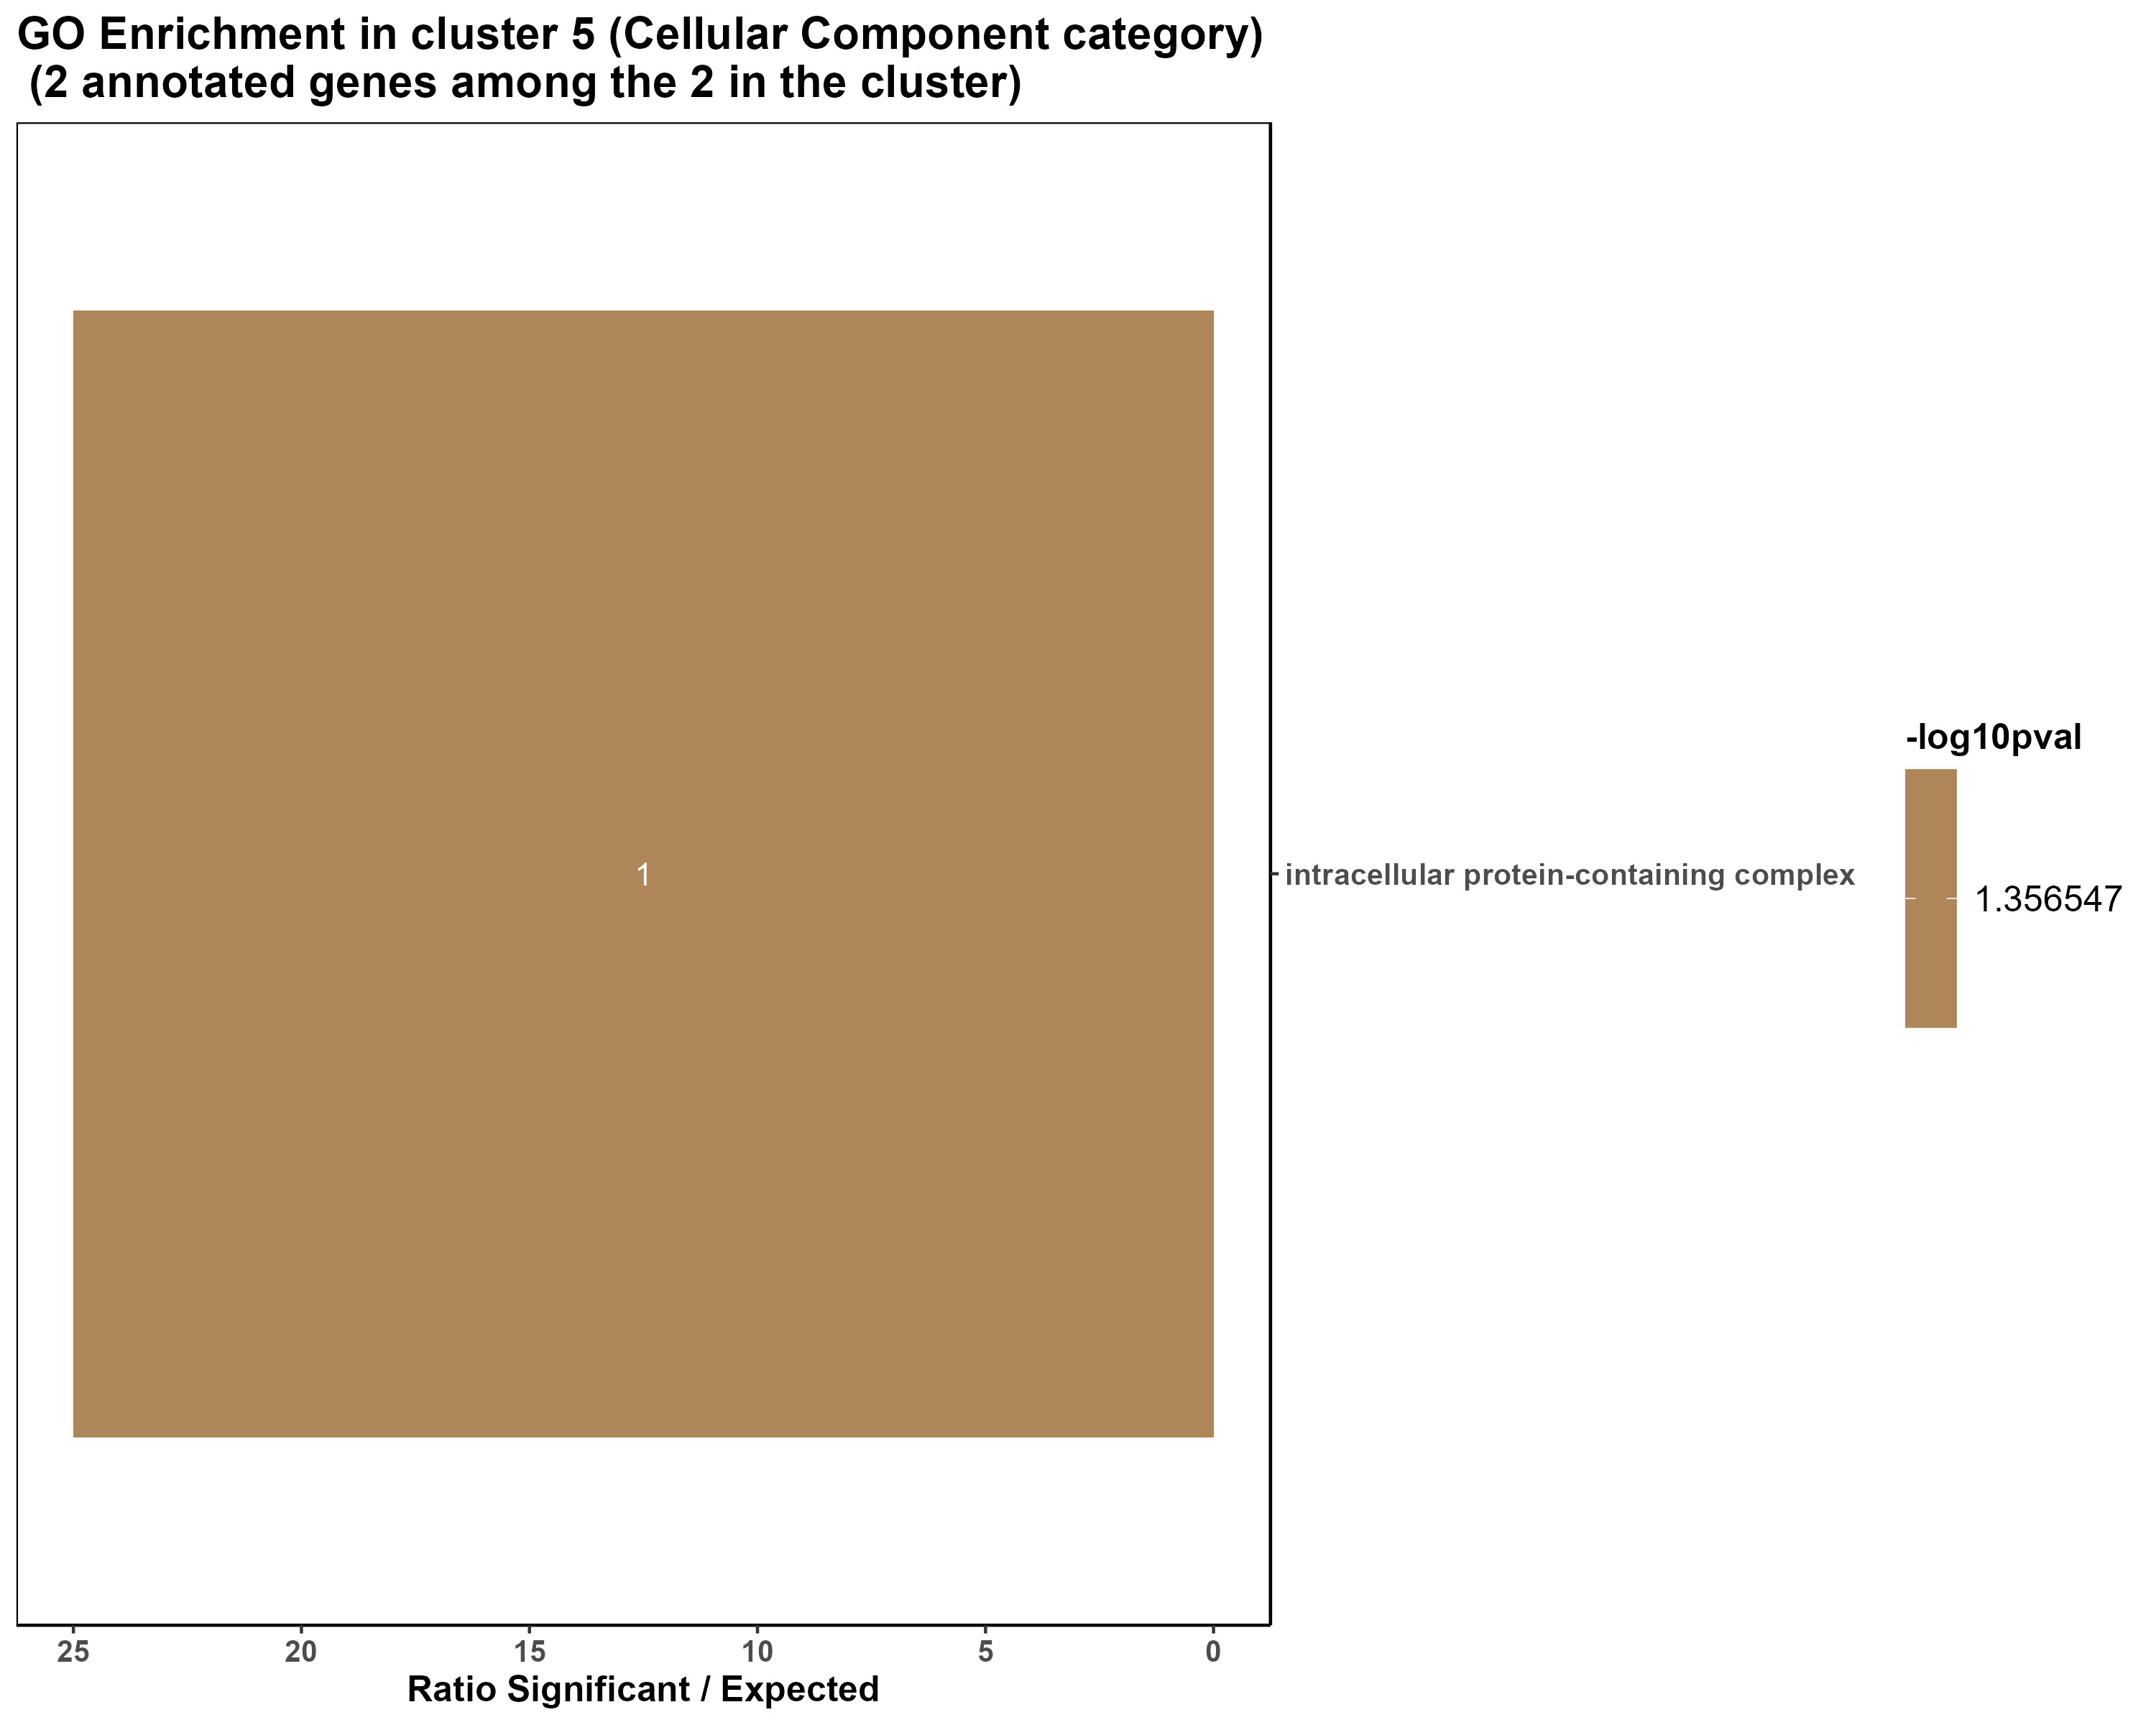 GO Enrichment in cluster 5 (Cellular Component category)
(2 annotated genes among the 2 in the cluster)
1
intracellular protein-containing complex
-log10pval
1.356547
25 20 15 10 5 0
Ratio Significant / Expected